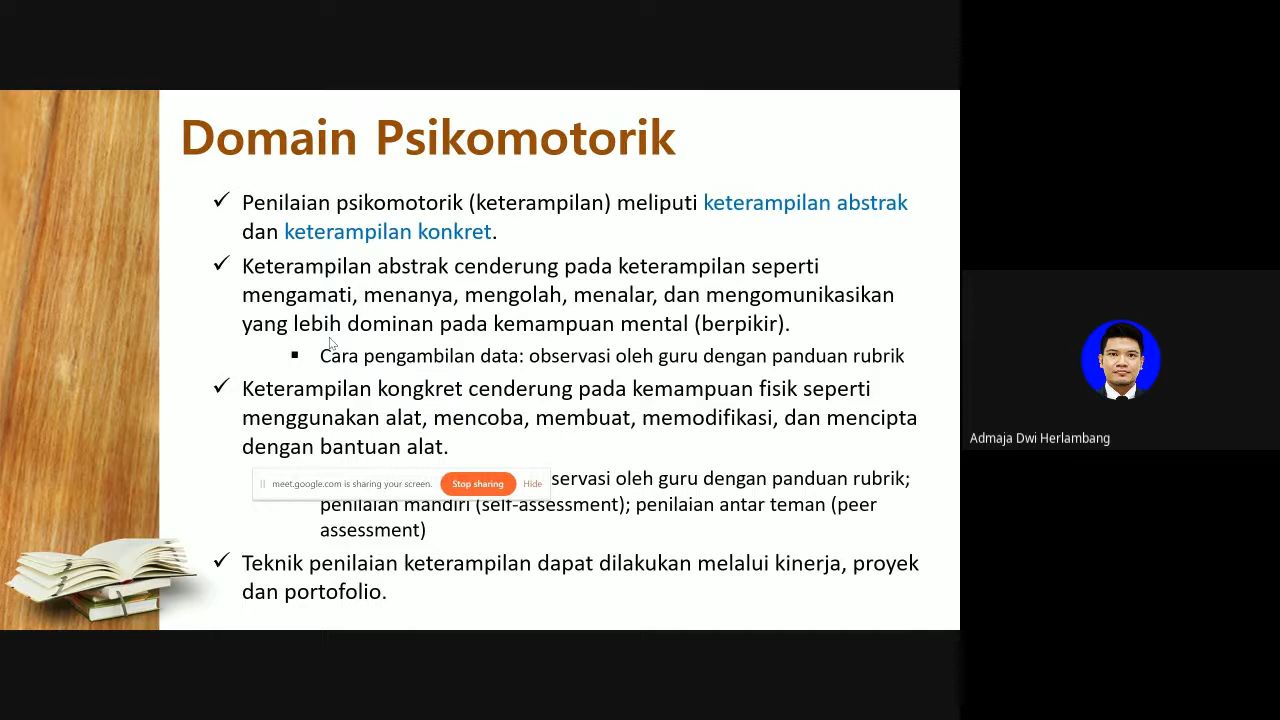 Domain Psikomotorik
Penilaian psikomotorik (keterampilan) meliputi keterampilan abstrak
dan keterampilan konkret.
Keterampilan abstrak cenderung pada keterampilan seperti
mengamati, menanya, mengolah, menalar, dan mengomunikasikan
yang lebih dominan pada kemampuan mental (berpikir).
Cara pengambilan data: observasi oleh guru dengan panduan rubrik
Keterampilan kongkret cenderung pada kemampuan fisik seperti
menggunakan alat, mencoba, membuat, memodifikasi, dan mencipta
dengan bantuan alat.
servasi oleh guru dengan panduan rubrik;
meet.google.com is sharing your screen. Stop sharing Hide
penilaian mandiri (self-assessment); penilaian antar teman (peer
assessment)
Teknik penilaian keterampilan dapat dilakukan melalui kinerja, proyek
dan portofolio.
Admaja Dwi Herlambang